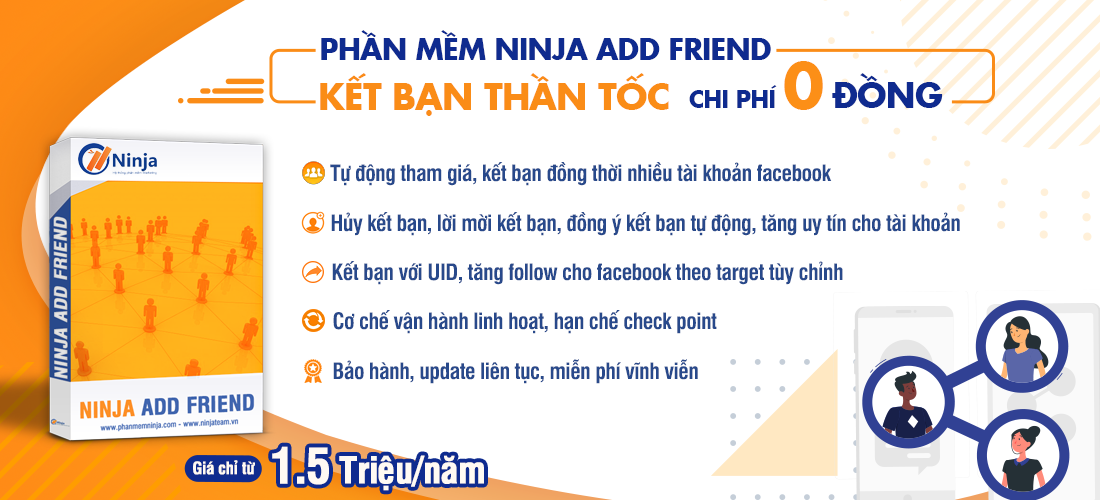 PHẦN MỀM NINJA ADD FRIEND
KẾT BẠN THẦN TỐC CHI PHÍ 0 ĐỒNG
Ninja
NINJA ADD FRIEND
NINJA ADD FRIEND
www.phanmemninja.com - www.ninjateam.vn
Tự động tham giá, kết bạn đồng thời nhiều tài khoản facebook
Hủy kết bạn, lời mời kết bạn, đồng ý kết bạn tự động, tăng uy tín cho tài khoản
Kết bạn với UID, tăng follow cho facebook theo target tùy chỉnh
Cơ chế vận hành linh hoạt, hạn chế check point
Bảo hành, update liên tục, miễn phí vĩnh viễn
Giá chỉ từ 1.5 Triệu/năm